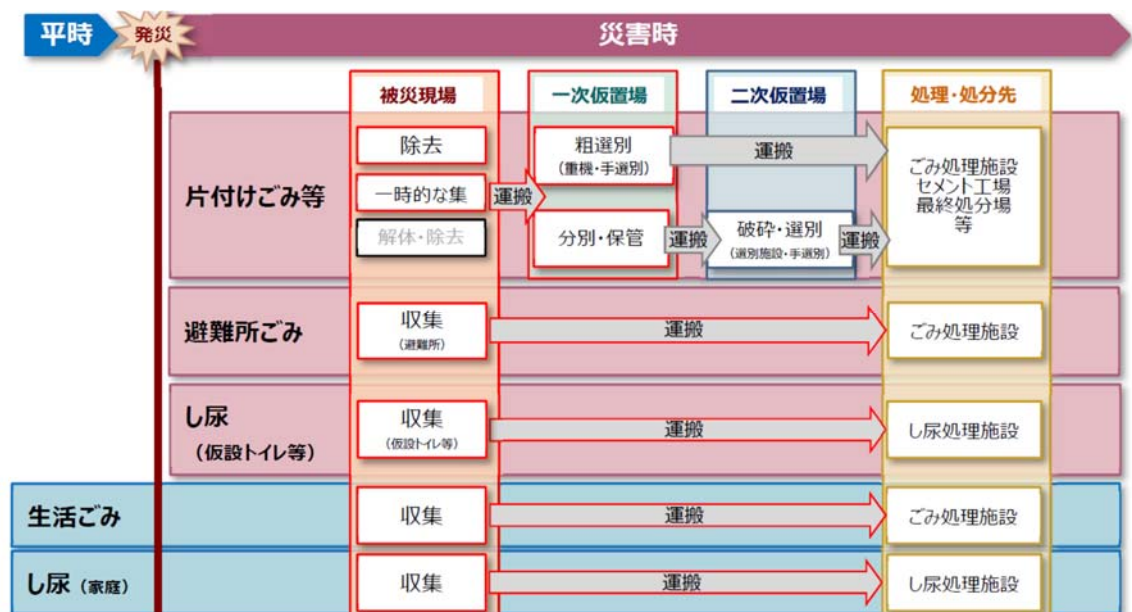 平時
発災
災害時
被災現場
一次仮置場
二次仮置場
処理・処分先
片付けごみ等
除去
一時的な集
解体・除去
運搬
粗選別
(重機・手選別)
分別・保管
運搬
運搬
破砕・選別
(選別施設・手選別)
運搬
ごみ処理施設
セメント工場
最終処分場
等
避難所ごみ
収集
(避難所)
運搬
ごみ処理施設
し尿
(仮設トイレ等)
収集
(仮設トイレ等)
運搬
し尿処理施設
生活ごみ
収集
運搬
ごみ処理施設
し尿(家庭)
収集
運搬
し尿処理施設